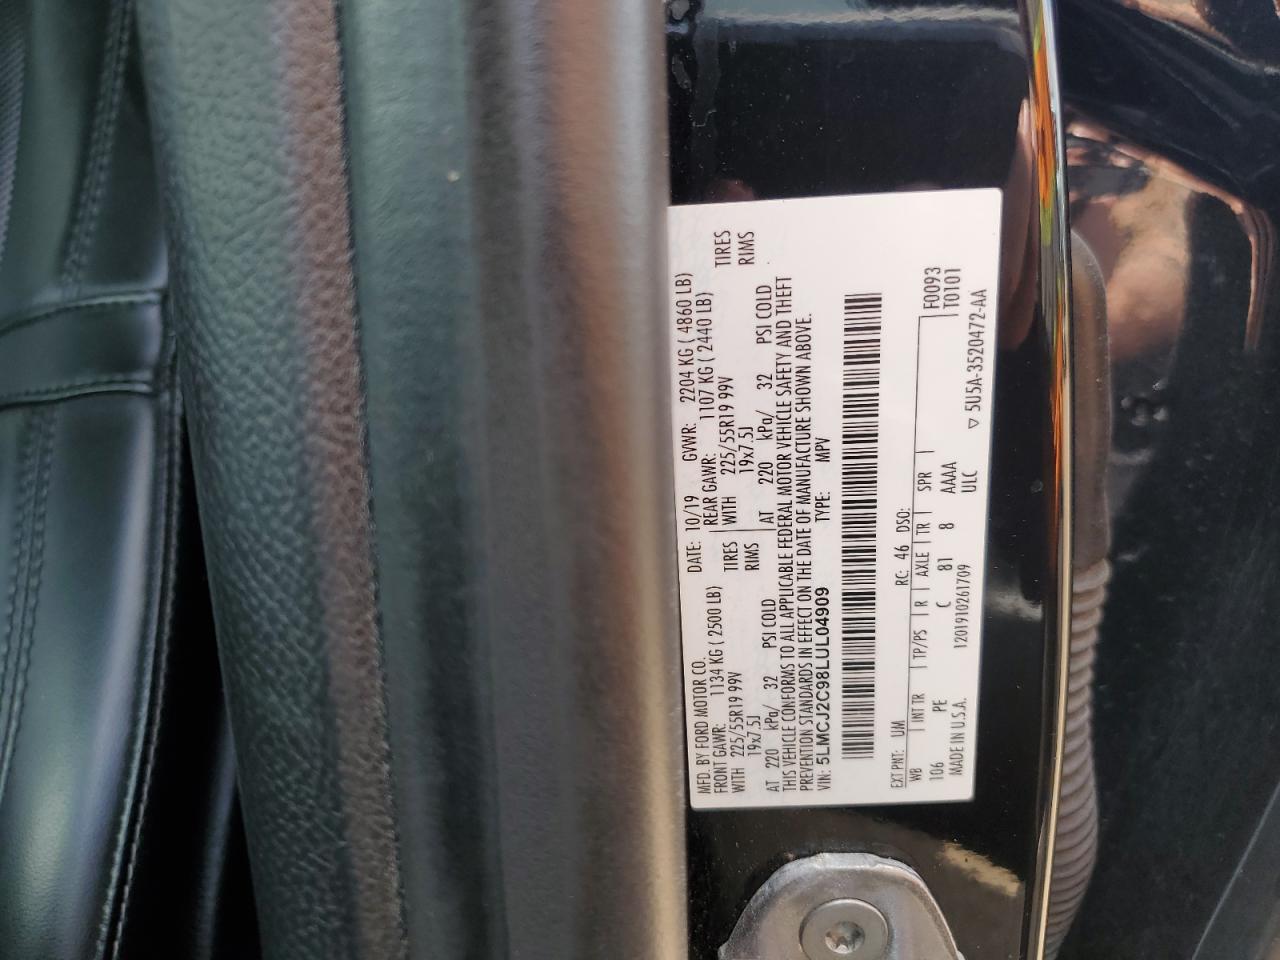 MFD. BY FORD MOTOR CO.
DATE: 10/19 GVWR: 2204 KG ( 4860 LB)
FRONT GAWR: 1134 KG ( 2500 LB) REAR GAWR: 1107 KG ( 2440 LB)
WITH 225/55R19 99V TIRES WITH 225/55R19 99V TIRES
19x7.5J RIMS 19x7.5J RIMS
AT 220 kPa/ 32 PSI COLD AT 220 kPa/ 32 PSI COLD
THIS VEHICLE CONFORMS TO ALL APPLICABLE FEDERAL MOTOR VEHICLE SAFETY AND THEFT
PREVENTION STANDARDS IN EFFECT ON THE DATE OF MANUFACTURE SHOWN ABOVE.
VIN: 5LMCJ2C98LUL04909 TYPE: MPV
EXT PNT: UM RC: 46 DSO:
WB INT TR TP/PS R AXLE TR SPR F0093
106 PE C 81 8 AAAA T0101
MADE IN U.S.A. 1201910261709 ULC
5U5A-3520472-AA